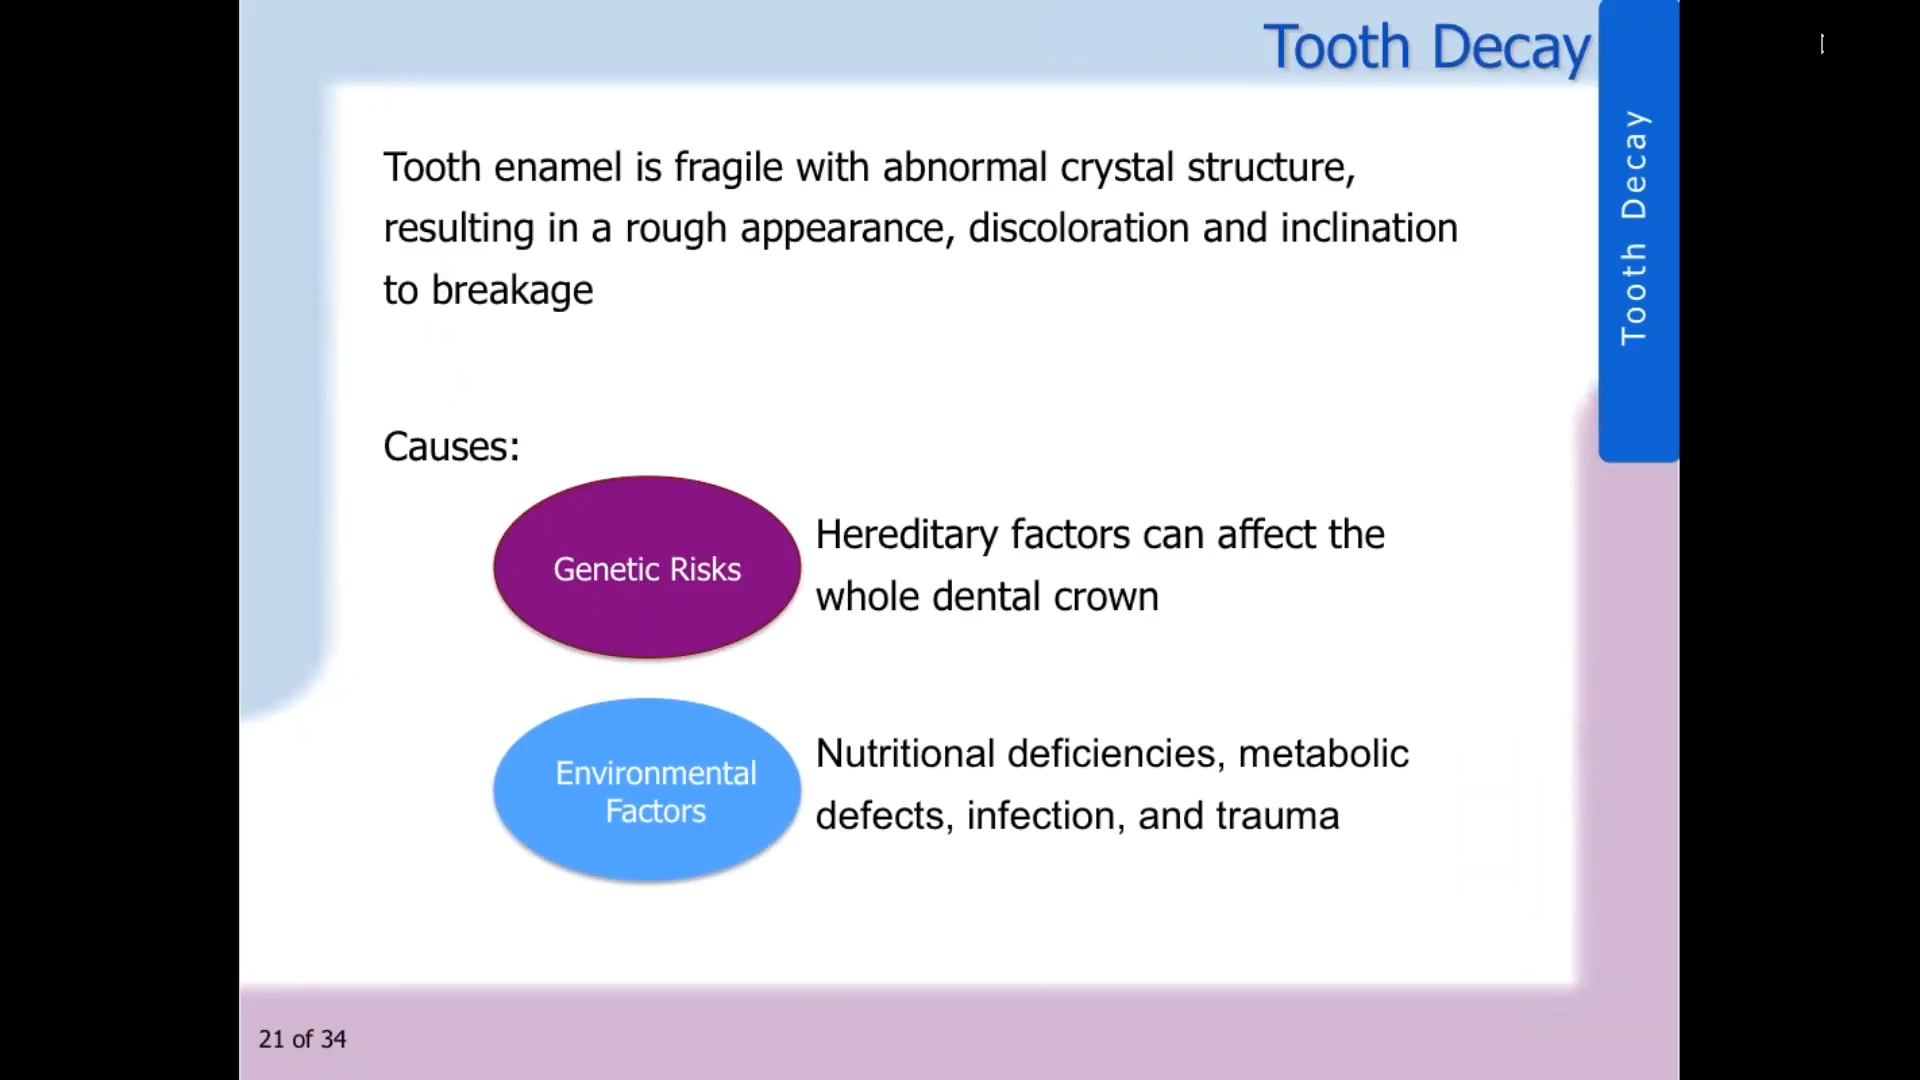 Tooth Decay
Tooth Decay
Tooth enamel is fragile with abnormal crystal structure,
resulting in a rough appearance, discoloration and inclination
to breakage
Causes:
Genetic Risks
Hereditary factors can affect the
whole dental crown
Environmental
Factors
Nutritional deficiencies, metabolic
defects, infection, and trauma
21 of 34